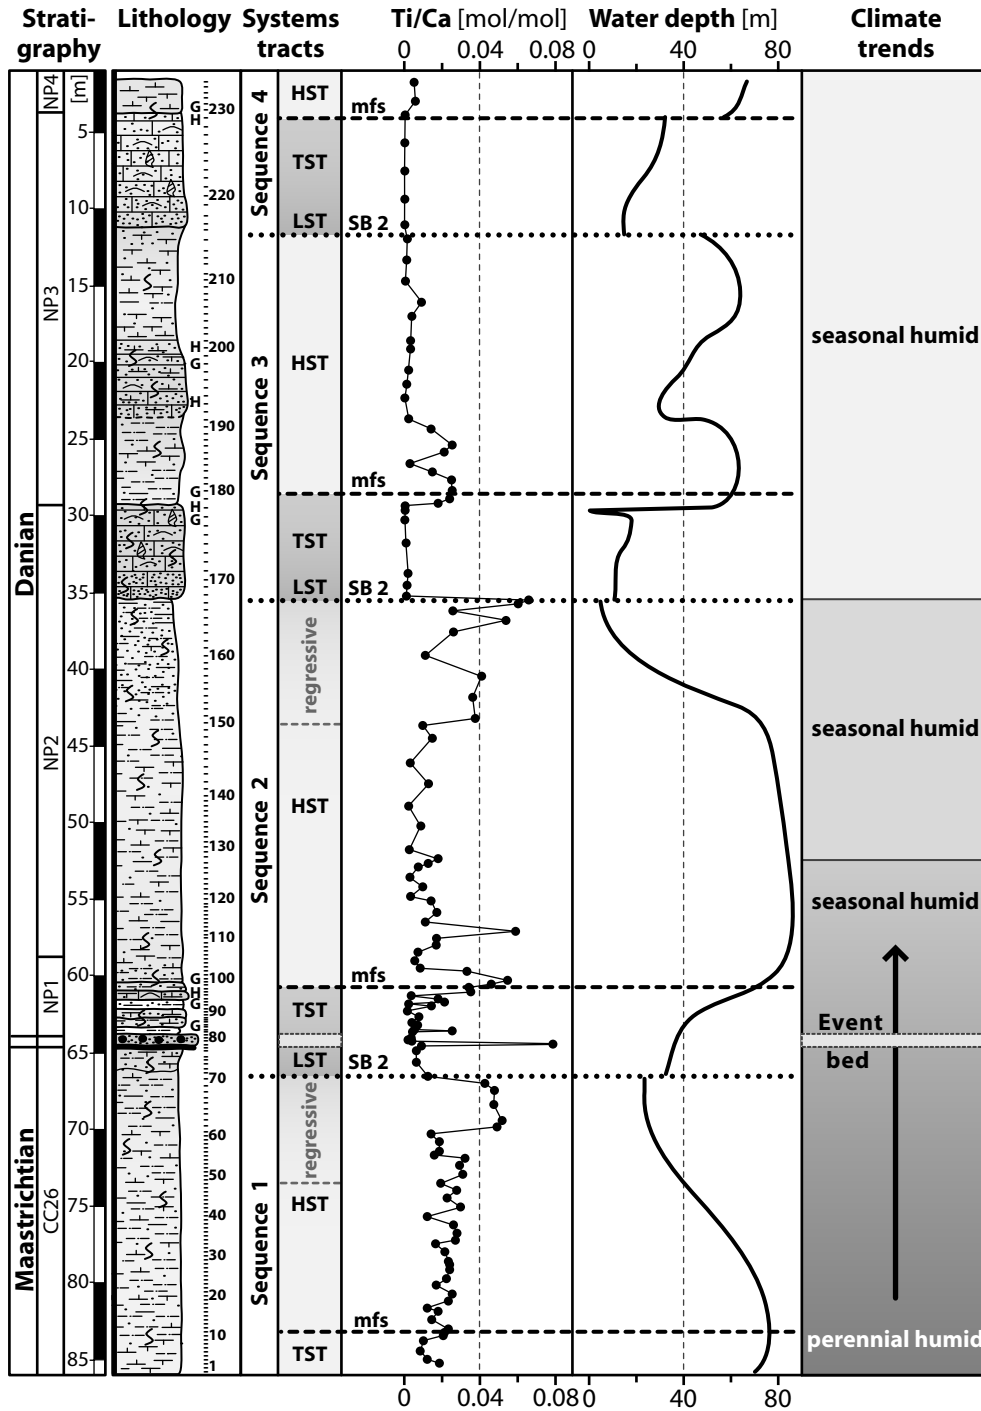 Strati-
graphy
Lithology
Systems
tracts
Ti/Ca [mol/mol]
Water depth [m]
Climate
trends
0 0.04 0.08
0 40 80
[m]
5
10
15
20
25
30
35
40
45
50
55
60
65
70
75
80
85
Danian
Maastrichtian
NP4
NP3
NP2
NP1
CC26
G
H
H
G
H
G
H
G
G
H
G
G
230
220
210
200
190
180
170
160
150
140
130
120
110
100
90
80
70
60
50
40
30
20
10
1
Sequence 4
Sequence 3
Sequence 2
Sequence 1
HST
TST
LST
HST
TST
LST
regressive
HST
TST
LST
regressive
HST
TST
mfs
SB 2
mfs
SB 2
mfs
SB 2
mfs
seasonal humid
seasonal humid
seasonal humid
Event
bed
perennial humid
0 0.04 0.08
0 40 80